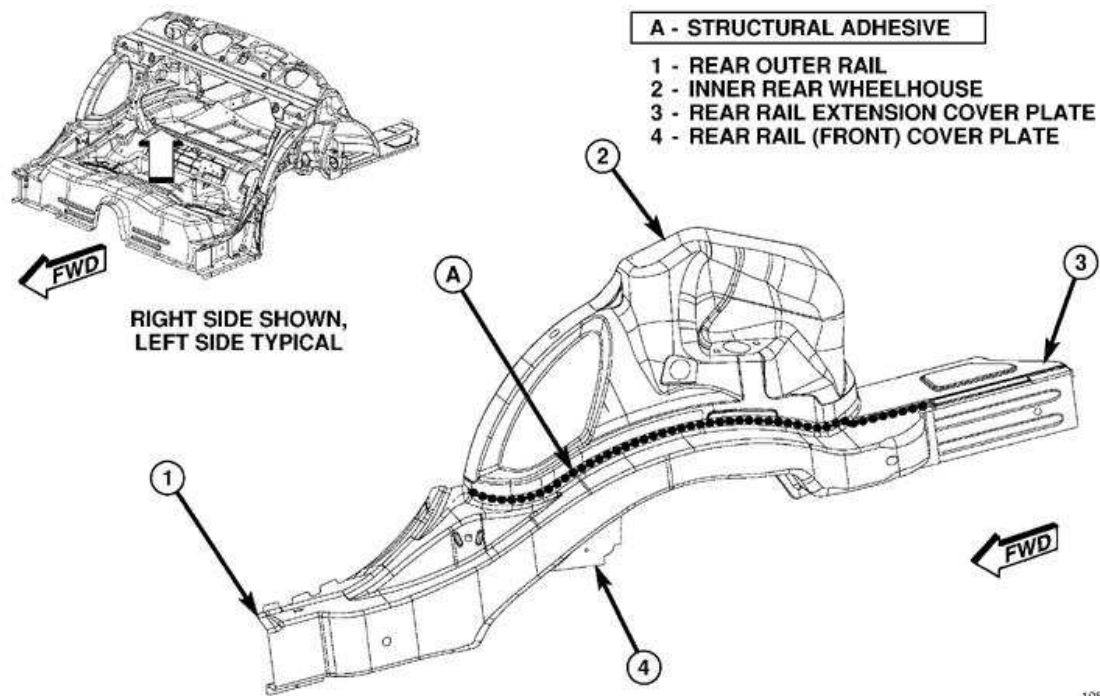 A - STRUCTURAL ADHESIVE
1 - REAR OUTER RAIL
2 - INNER REAR WHEELHOUSE
3 - REAR RAIL EXTENSION COVER PLATE
4 - REAR RAIL (FRONT) COVER PLATE
2
FWD
A
3
RIGHT SIDE SHOWN,
LEFT SIDE TYPICAL
1
FWD
4